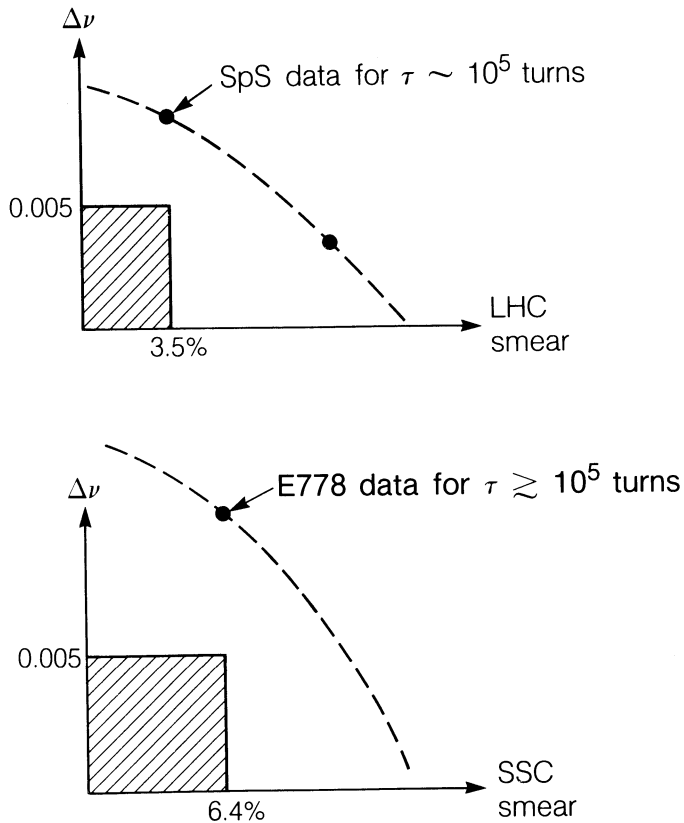 Δν
SpS data for τ ~ 10⁵ turns
0.005
LHC
smear
3.5%
Δν
E778 data for τ ≳ 10⁵ turns
0.005
SSC
smear
6.4%